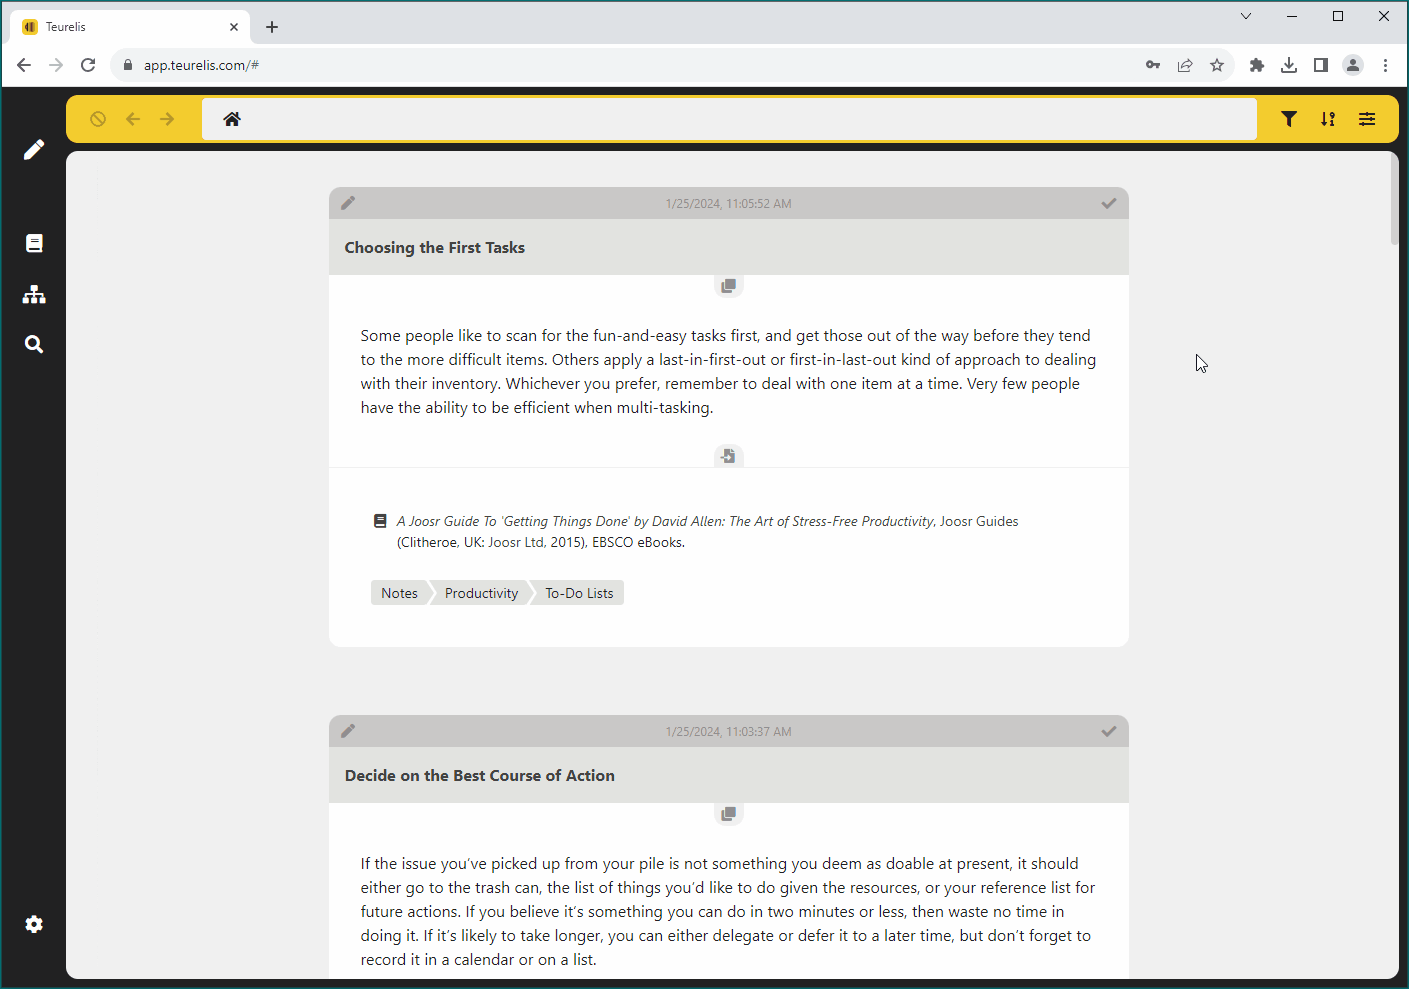 Teurelis
app.teurelis.com/#
1/25/2024, 11:05:52 AM
Choosing the First Tasks
Some people like to scan for the fun-and-easy tasks first, and get those out of the way before they tend
to the more difficult items. Others apply a last-in-first-out or first-in-last-out kind of approach to dealing
with their inventory. Whichever you prefer, remember to deal with one item at a time. Very few people
have the ability to be efficient when multi-tasking.
A Joosr Guide To 'Getting Things Done' by David Allen: The Art of Stress-Free Productivity, Joosr Guides
(Clitheroe, UK: Joosr Ltd, 2015), EBSCO eBooks.
Notes Productivity To-Do Lists
1/25/2024, 11:03:37 AM
Decide on the Best Course of Action
If the issue you’ve picked up from your pile is not something you deem as doable at present, it should
either go to the trash can, the list of things you’d like to do given the resources, or your reference list for
future actions. If you believe it’s something you can do in two minutes or less, then waste no time in
doing it. If it’s likely to take longer, you can either delegate or defer it to a later time, but don’t forget to
record it in a calendar or on a list.